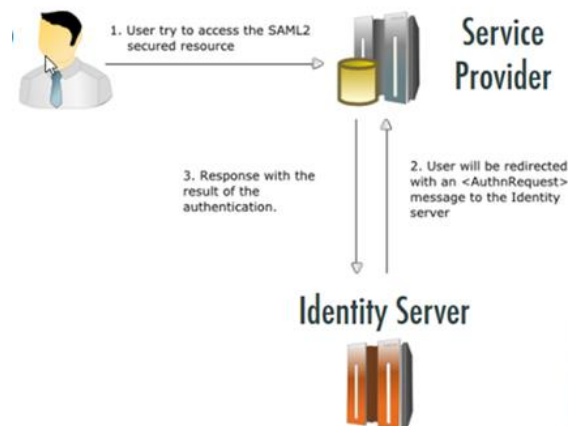 1. User try to access the SAML2
secured resource
Service
Provider
3. Response with the
result of the
authentication.
2. User will be redirected
with an <AuthnRequest>
message to the Identity
server
Identity Server